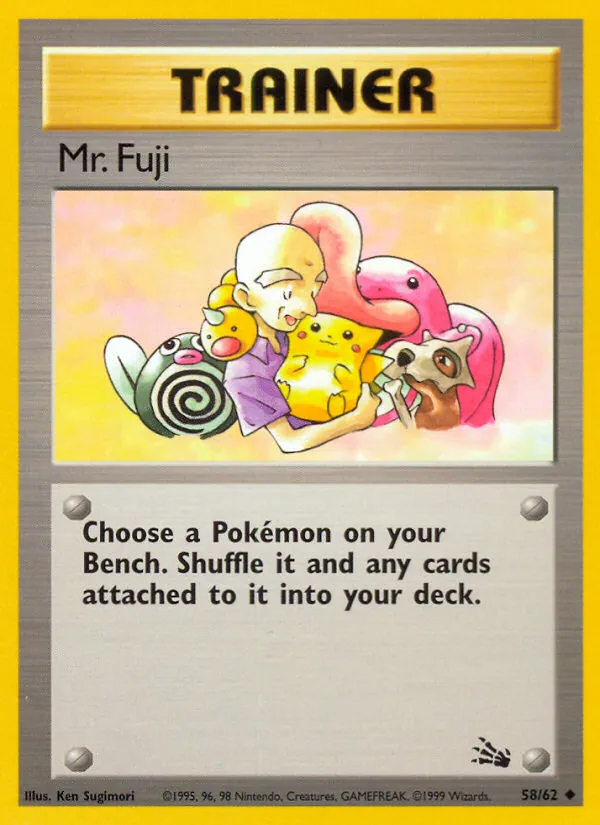 TRAINER
Mr. Fuji
Choose a Pokémon on your
Bench. Shuffle it and any cards
attached to it into your deck.
Illus. Ken Sugimori ©1995, 96, 98 Nintendo, Creatures, GAMEFREAK. ©1999 Wizards. 58/62